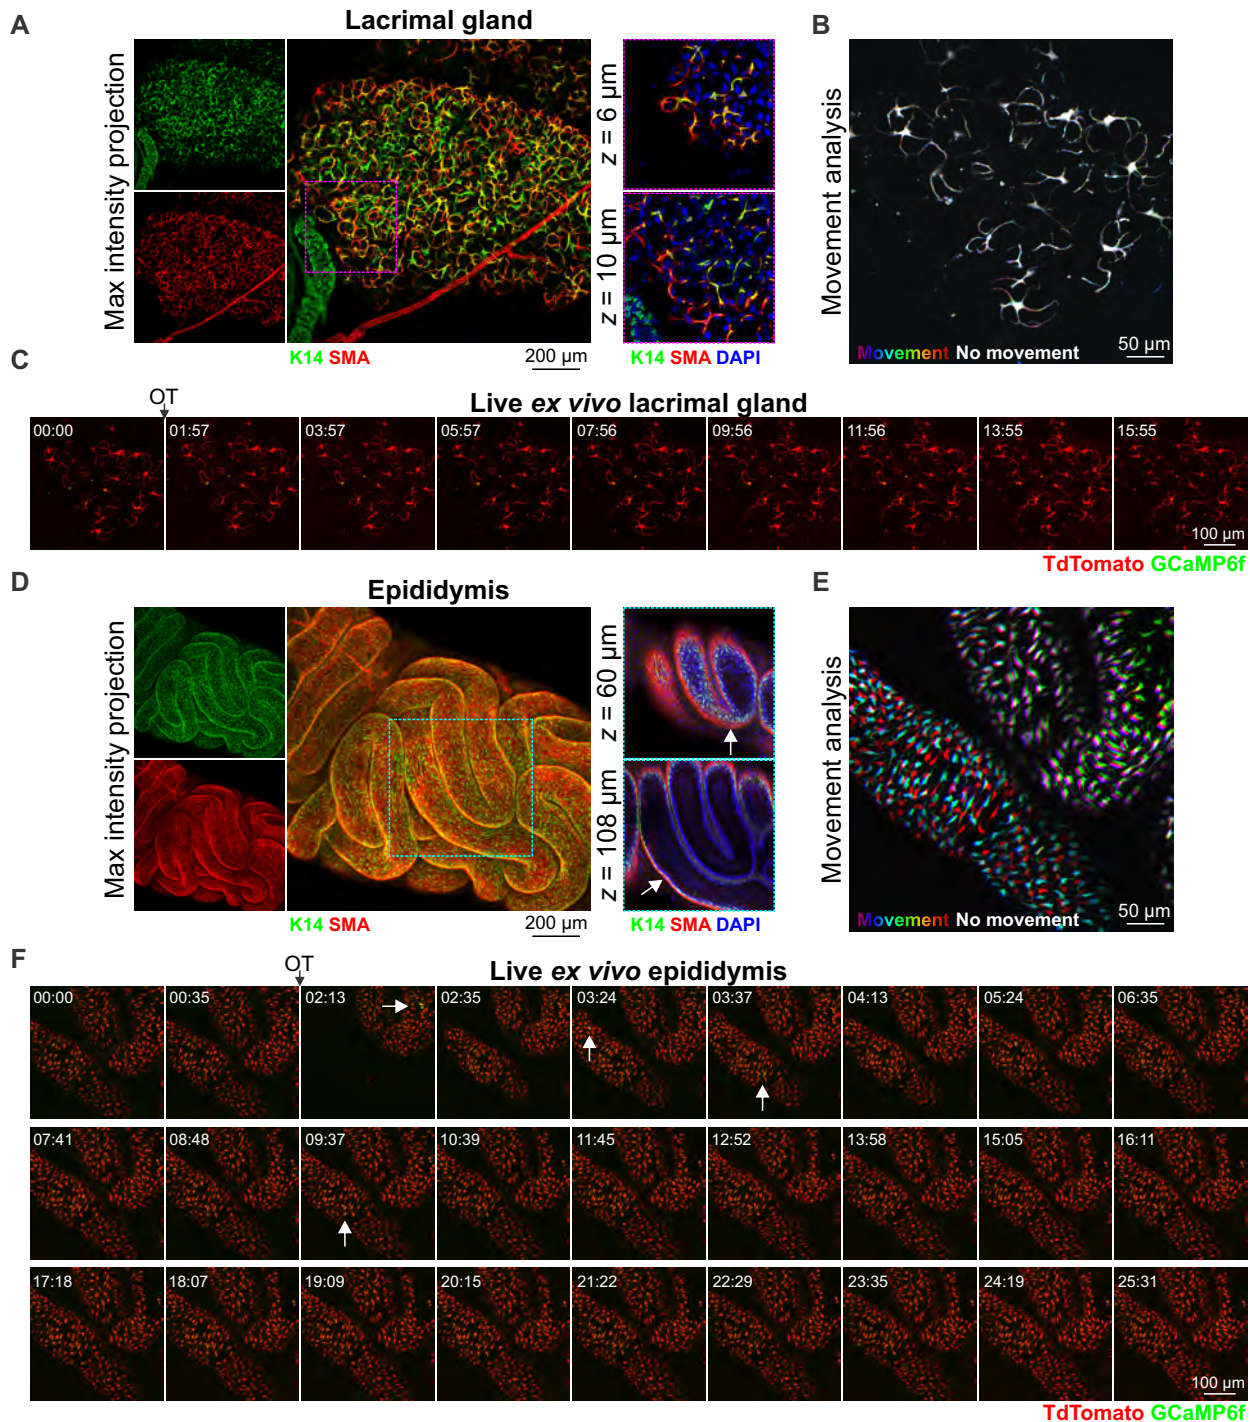 A
Lacrimal gland
B
Max intensity projection
z = 6 µm
z = 10 µm
Movement analysis
K14 SMA
200 µm
K14 SMA DAPI
Movement No movement
50 µm
C
OT
Live ex vivo lacrimal gland
00:00 01:57 03:57 05:57 07:56 09:56 11:56 13:55 15:55
100 µm
TdTomato GCaMP6f
D
Epididymis
E
Max intensity projection
z = 60 µm
z = 108 µm
Movement analysis
K14 SMA
200 µm
K14 SMA DAPI
Movement No movement
50 µm
F
OT
Live ex vivo epididymis
00:00 00:35 02:13 02:35 03:24 03:37 04:13 05:24 06:35
07:41 08:48 09:37 10:39 11:45 12:52 13:58 15:05 16:11
17:18 18:07 19:09 20:15 21:22 22:29 23:35 24:19 25:31
100 µm
TdTomato GCaMP6f